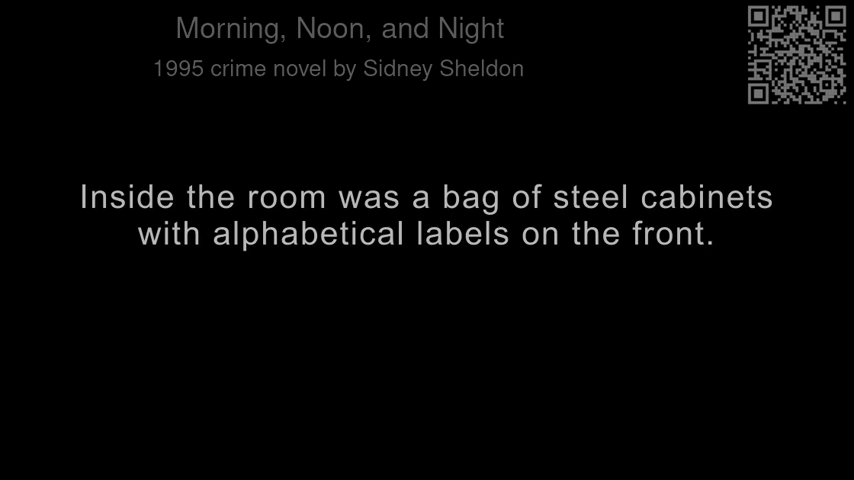 Morning, Noon, and Night
1995 crime novel by Sidney Sheldon
Inside the room was a bag of steel cabinets
with alphabetical labels on the front.